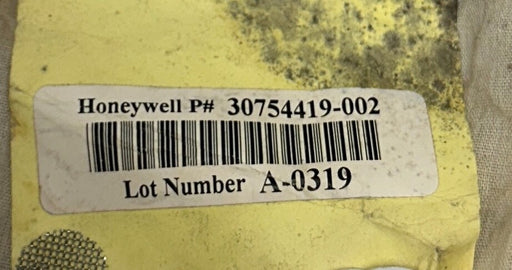 Honeywell P# 30754419-002
Lot Number A-0319